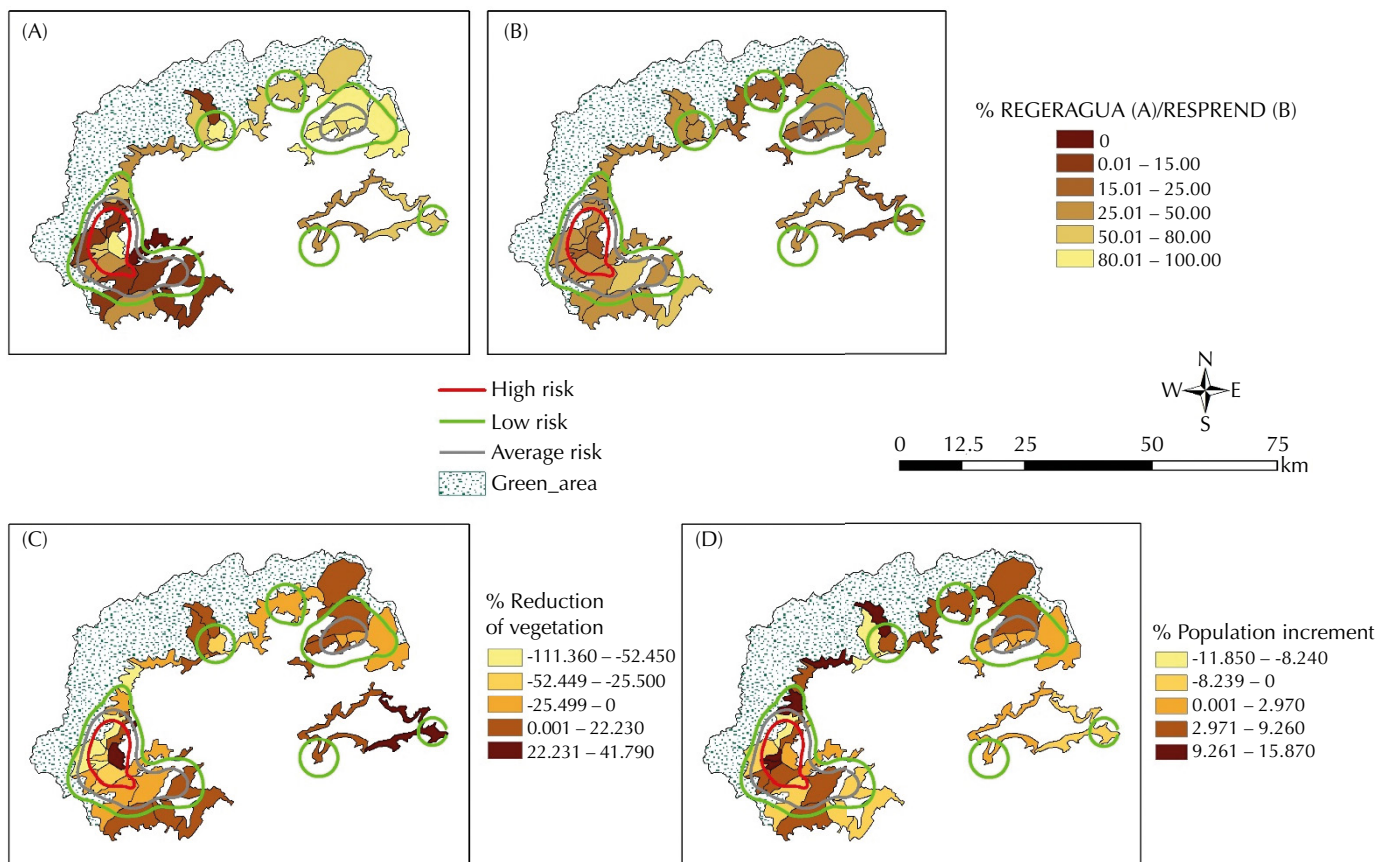 (A)
(B)
% REGERAGUA (A)/RESPREND (B)
0
0.01 – 15.00
15.01 – 25.00
25.01 – 50.00
50.01 – 80.00
80.01 – 100.00
High risk
Low risk
Average risk
Green_area
N
W E
S
0 12.5 25 50 75
km
(C)
% Reduction
of vegetation
-111.360 – -52.450
-52.449 – -25.500
-25.499 – 0
0.001 – 22.230
22.231 – 41.790
(D)
% Population increment
-11.850 – -8.240
-8.239 – 0
0.001 – 2.970
2.971 – 9.260
9.261 – 15.870